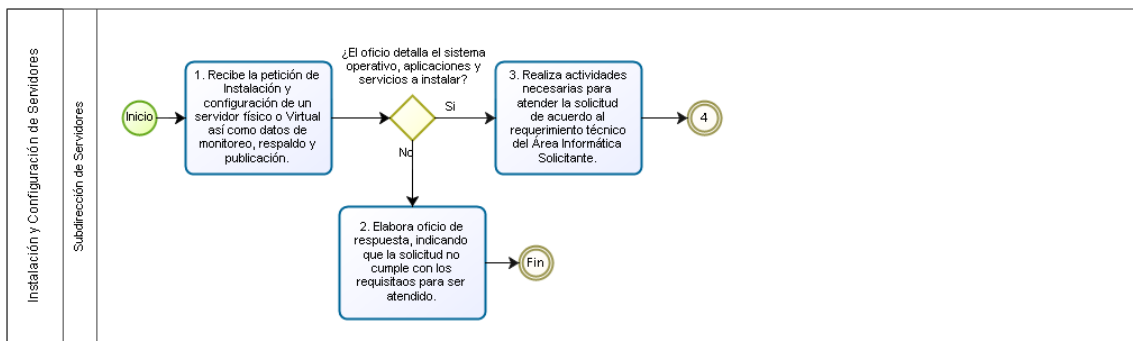 Instalación y Configuración de Servidores
Subdirección de Servidores
Inicio
1. Recibe la petición de
Instalación y
configuración de un
servidor físico o Virtual
así como datos de
monitoreo, respaldo y
publicación.
¿El oficio detalla el sistema
operativo, aplicaciones y
servicios a instalar?
Si
No
3. Realiza actividades
necesarias para
atender la solicitud
de acuerdo al
requerimiento técnico
del Área Informática
Solicitante.
4
2. Elabora oficio de
respuesta, indicando
que la solicitud no
cumple con los
requisitaos para ser
atendido.
Fin